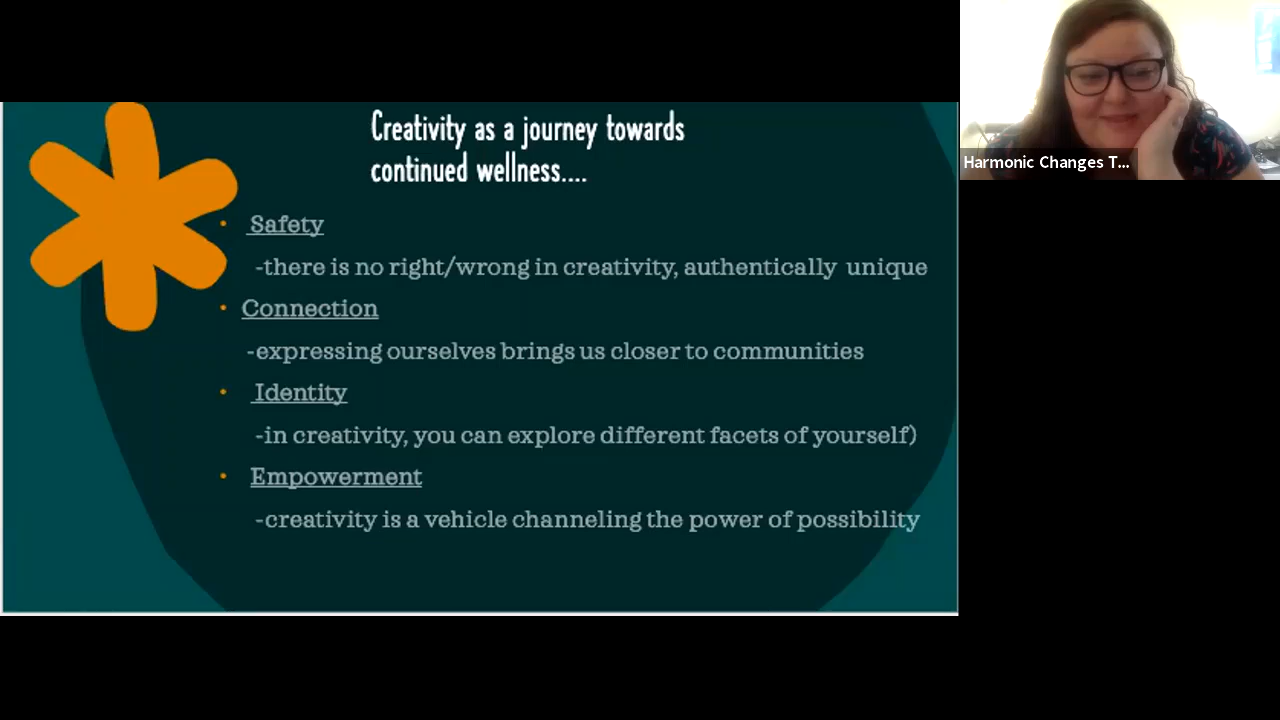 Creativity as a journey towards
continued wellness....
• Safety
-there is no right/wrong in creativity, authentically unique
• Connection
-expressing ourselves brings us closer to communities
• Identity
-in creativity, you can explore different facets of yourself)
• Empowerment
-creativity is a vehicle channeling the power of possibility
Harmonic Changes T...